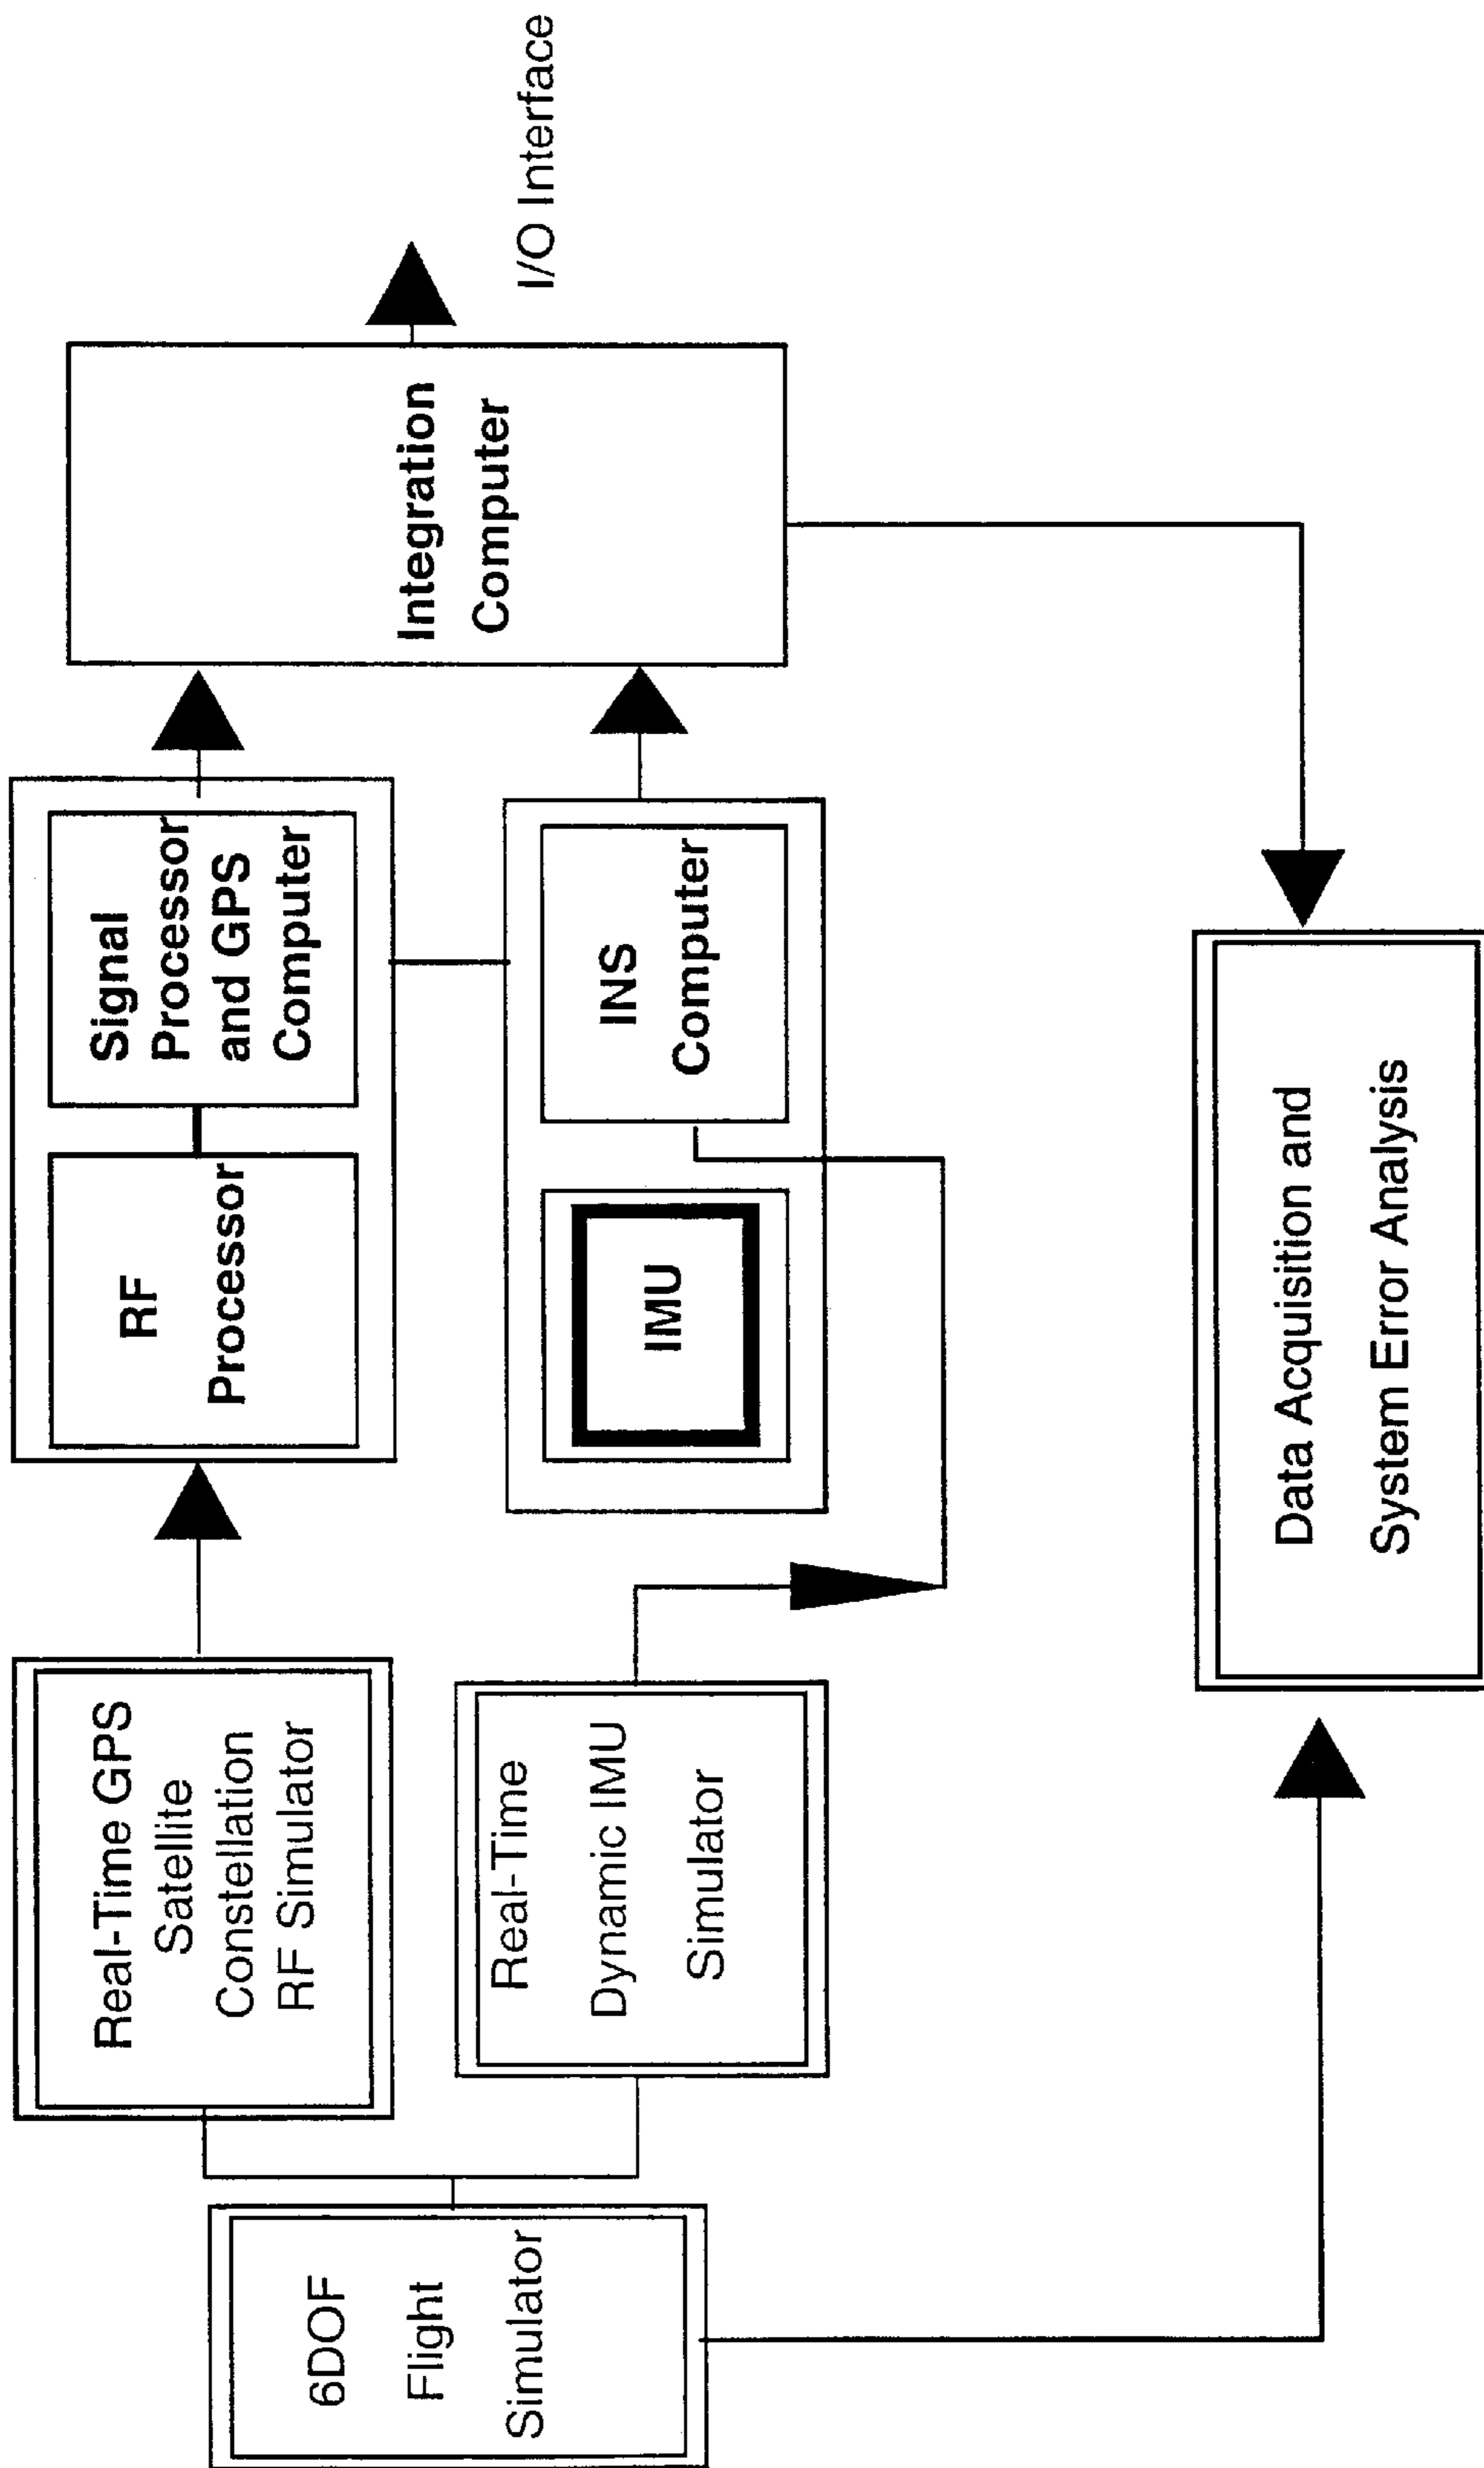 6DOF
Flight
Simulator
Real-Time GPS
Satellite
Constellation
RF Simulator
Real-Time
Dynamic IMU
Simulator
RF
Processor
Signal
Processor
and GPS
Computer
IMU
INS
Computer
Integration
Computer
I/O Interface
Data Acquisition and
System Error Analysis